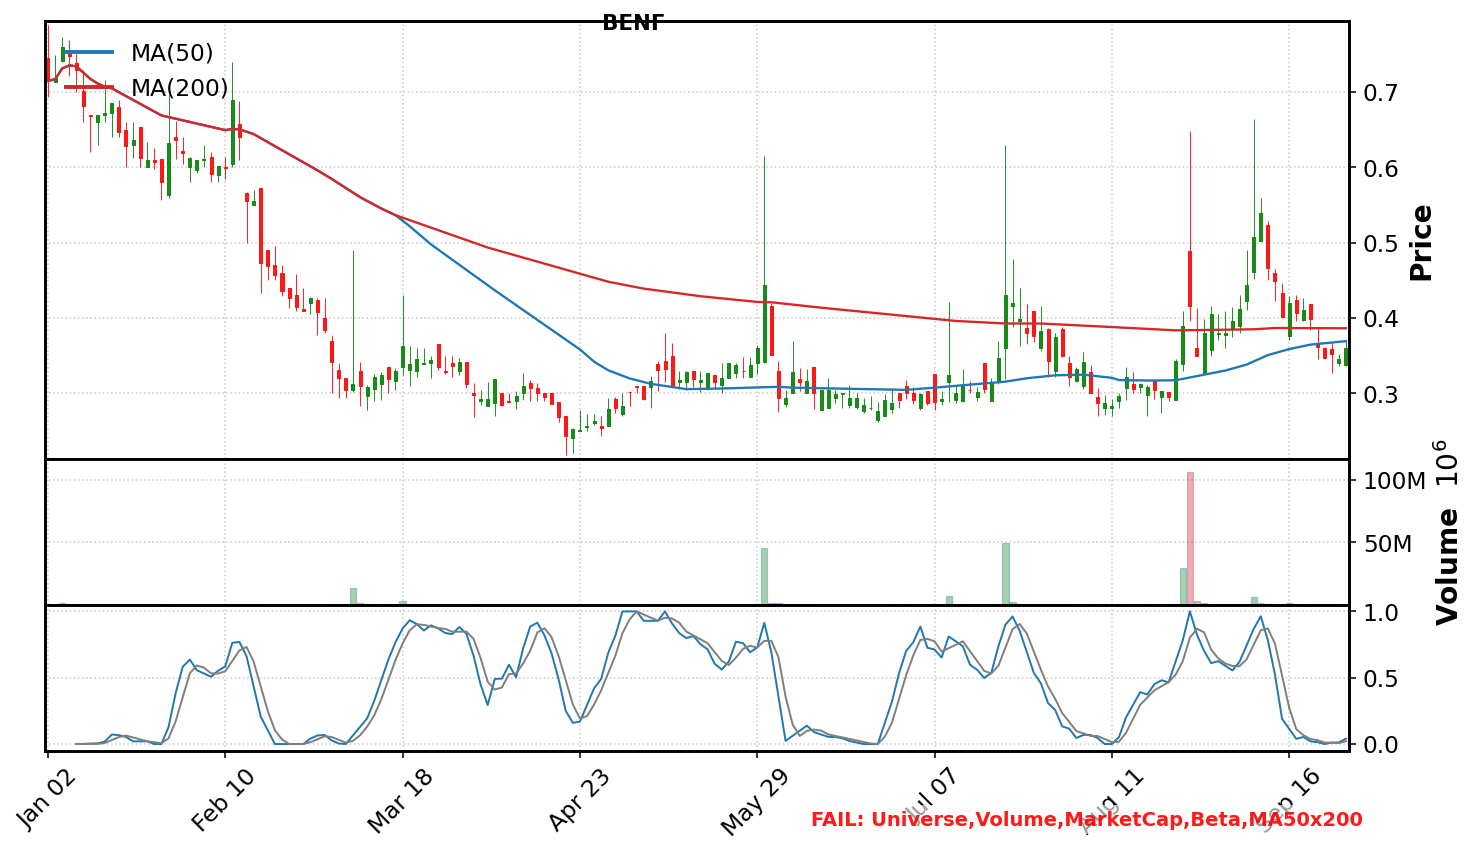 BENF
MA(50)
MA(200)
0.7
0.6
0.5
0.4
0.3
Price
100M
50M
Volume 10⁶
1.0
0.5
0.0
Jan 02
Feb 10
Mar 18
Apr 23
May 29
Jul 07
Aug 11
Sep 16
FAIL: Universe,Volume,MarketCap,Beta,MA50x200